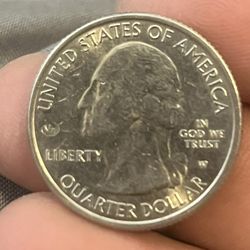 UNITED STATES OF AMERICA
LIBERTY
IN
GOD WE
TRUST
W
QUARTER DOLLAR